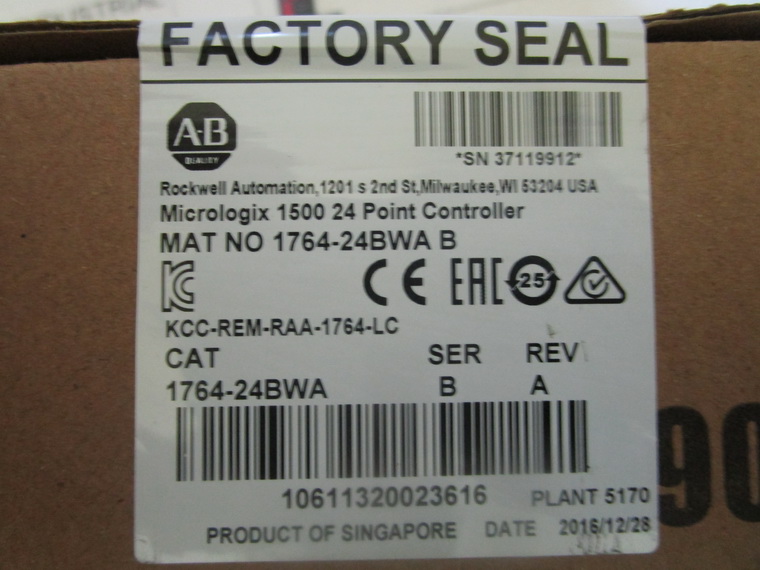 FACTORY SEAL
A-B
QUALITY
*SN 37119912*
Rockwell Automation,1201 s 2nd St,Milwaukee,WI 53204 USA
Micrologix 1500 24 Point Controller
MAT NO 1764-24BWA B
CE EAC 25
KCC-REM-RAA-1764-LC
CAT SER REV
1764-24BWA B A
10611320023616 PLANT 5170
PRODUCT OF SINGAPORE DATE 2016/12/28
90